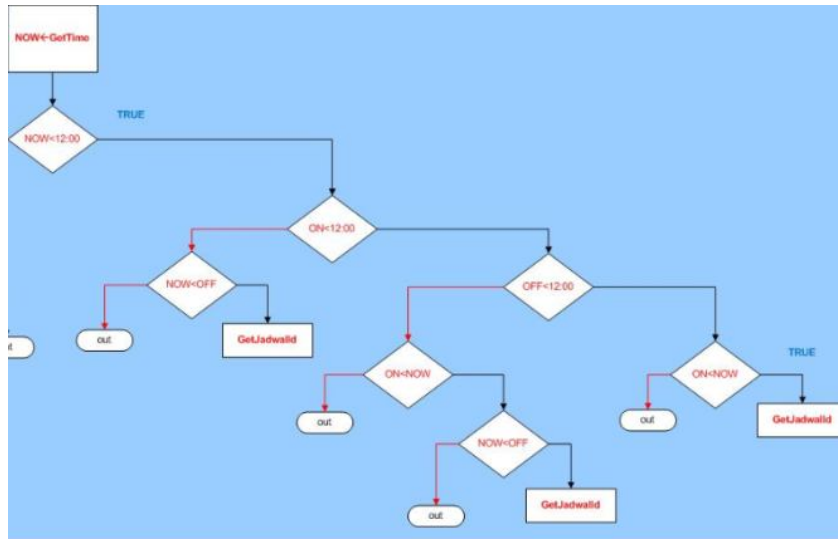 NOW←GetTime
TRUE
NOW<12:00
ON<12:00
NOW<OFF
OFF<12:00
out
GetJadwalId
TRUE
ON<NOW
ON<NOW
out
out
GetJadwalId
NOW<OFF
GetJadwalId
out